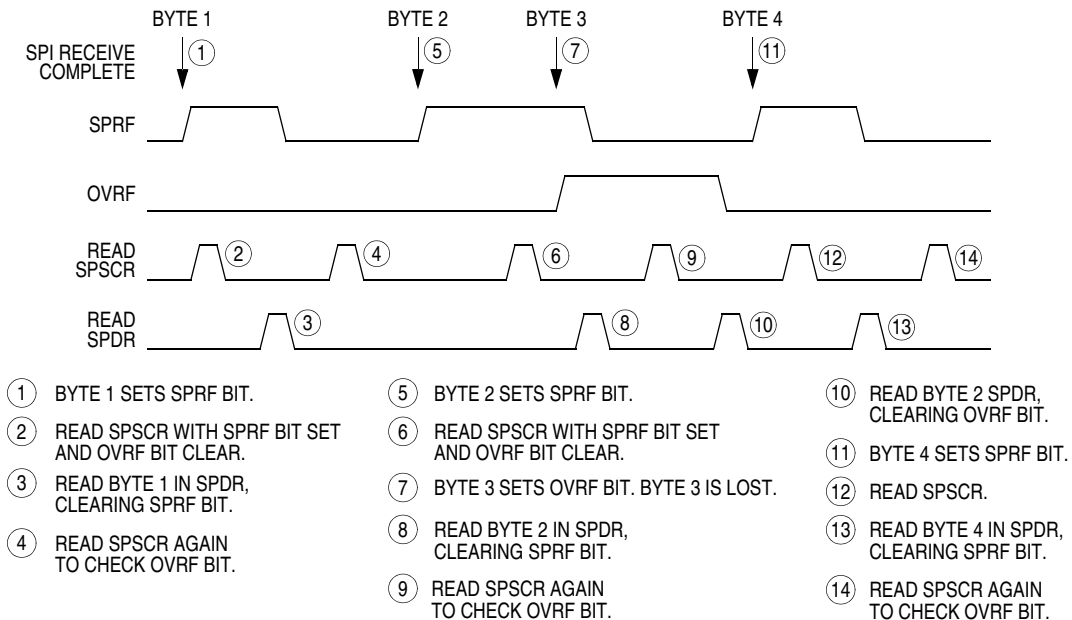 BYTE 1 BYTE 2 BYTE 3 BYTE 4
SPI RECEIVE
COMPLETE
1 5 7 11
SPRF
OVRF
READ
SPSCR
2 4 6 9 12 14
READ
SPDR
3 8 10 13
1 BYTE 1 SETS SPRF BIT.
2 READ SPSCR WITH SPRF BIT SET
AND OVRF BIT CLEAR.
3 READ BYTE 1 IN SPDR,
CLEARING SPRF BIT.
4 READ SPSCR AGAIN
TO CHECK OVRF BIT.
5 BYTE 2 SETS SPRF BIT.
6 READ SPSCR WITH SPRF BIT SET
AND OVRF BIT CLEAR.
7 BYTE 3 SETS OVRF BIT. BYTE 3 IS LOST.
8 READ BYTE 2 IN SPDR,
CLEARING SPRF BIT.
9 READ SPSCR AGAIN
TO CHECK OVRF BIT.
10 READ BYTE 2 SPDR,
CLEARING OVRF BIT.
11 BYTE 4 SETS SPRF BIT.
12 READ SPSCR.
13 READ BYTE 4 IN SPDR,
CLEARING SPRF BIT.
14 READ SPSCR AGAIN
TO CHECK OVRF BIT.